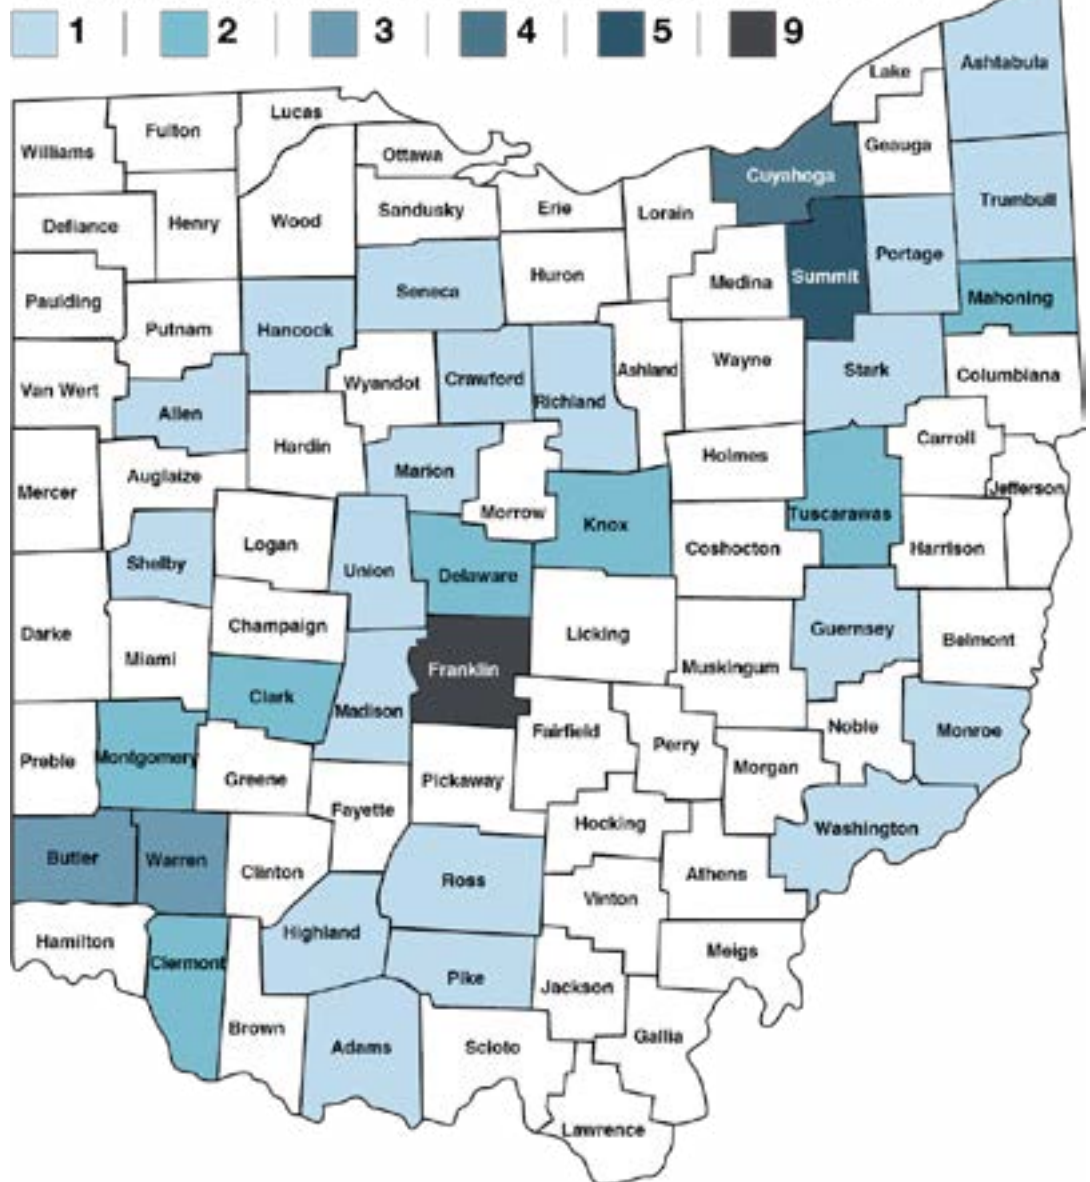 1 | 2 | 3 | 4 | 5 | 9
Lake
Ashtabula
Lucas
Fulton
Williams
Ottawa
Geauga
Cuyahoga
Trumbull
Sandusky
Erie
Lorain
Defiance
Henry
Wood
Portage
Huron
Medina
Summit
Seneca
Mahoning
Paulding
Putnam
Hancock
Wayne
Stark
Columbiana
Ashland
Van Wert
Wyandot
Crawford
Richland
Allen
Carroll
Hardin
Holmes
Marion
Auglaize
Mercer
Jefferson
Morrow
Knox
Tuscarawas
Logan
Coshocton
Harrison
Shelby
Union
Delaware
Champaign
Guernsey
Darke
Licking
Belmont
Miami
Muskingum
Franklin
Clark
Madison
Noble
Monroe
Fairfield
Perry
Montgomery
Preble
Greene
Pickaway
Morgan
Fayette
Hocking
Washington
Butler
Warren
Clinton
Ross
Athens
Vinton
Highland
Hamilton
Meigs
Clermont
Pike
Jackson
Brown
Adams
Scioto
Gallia
Lawrence